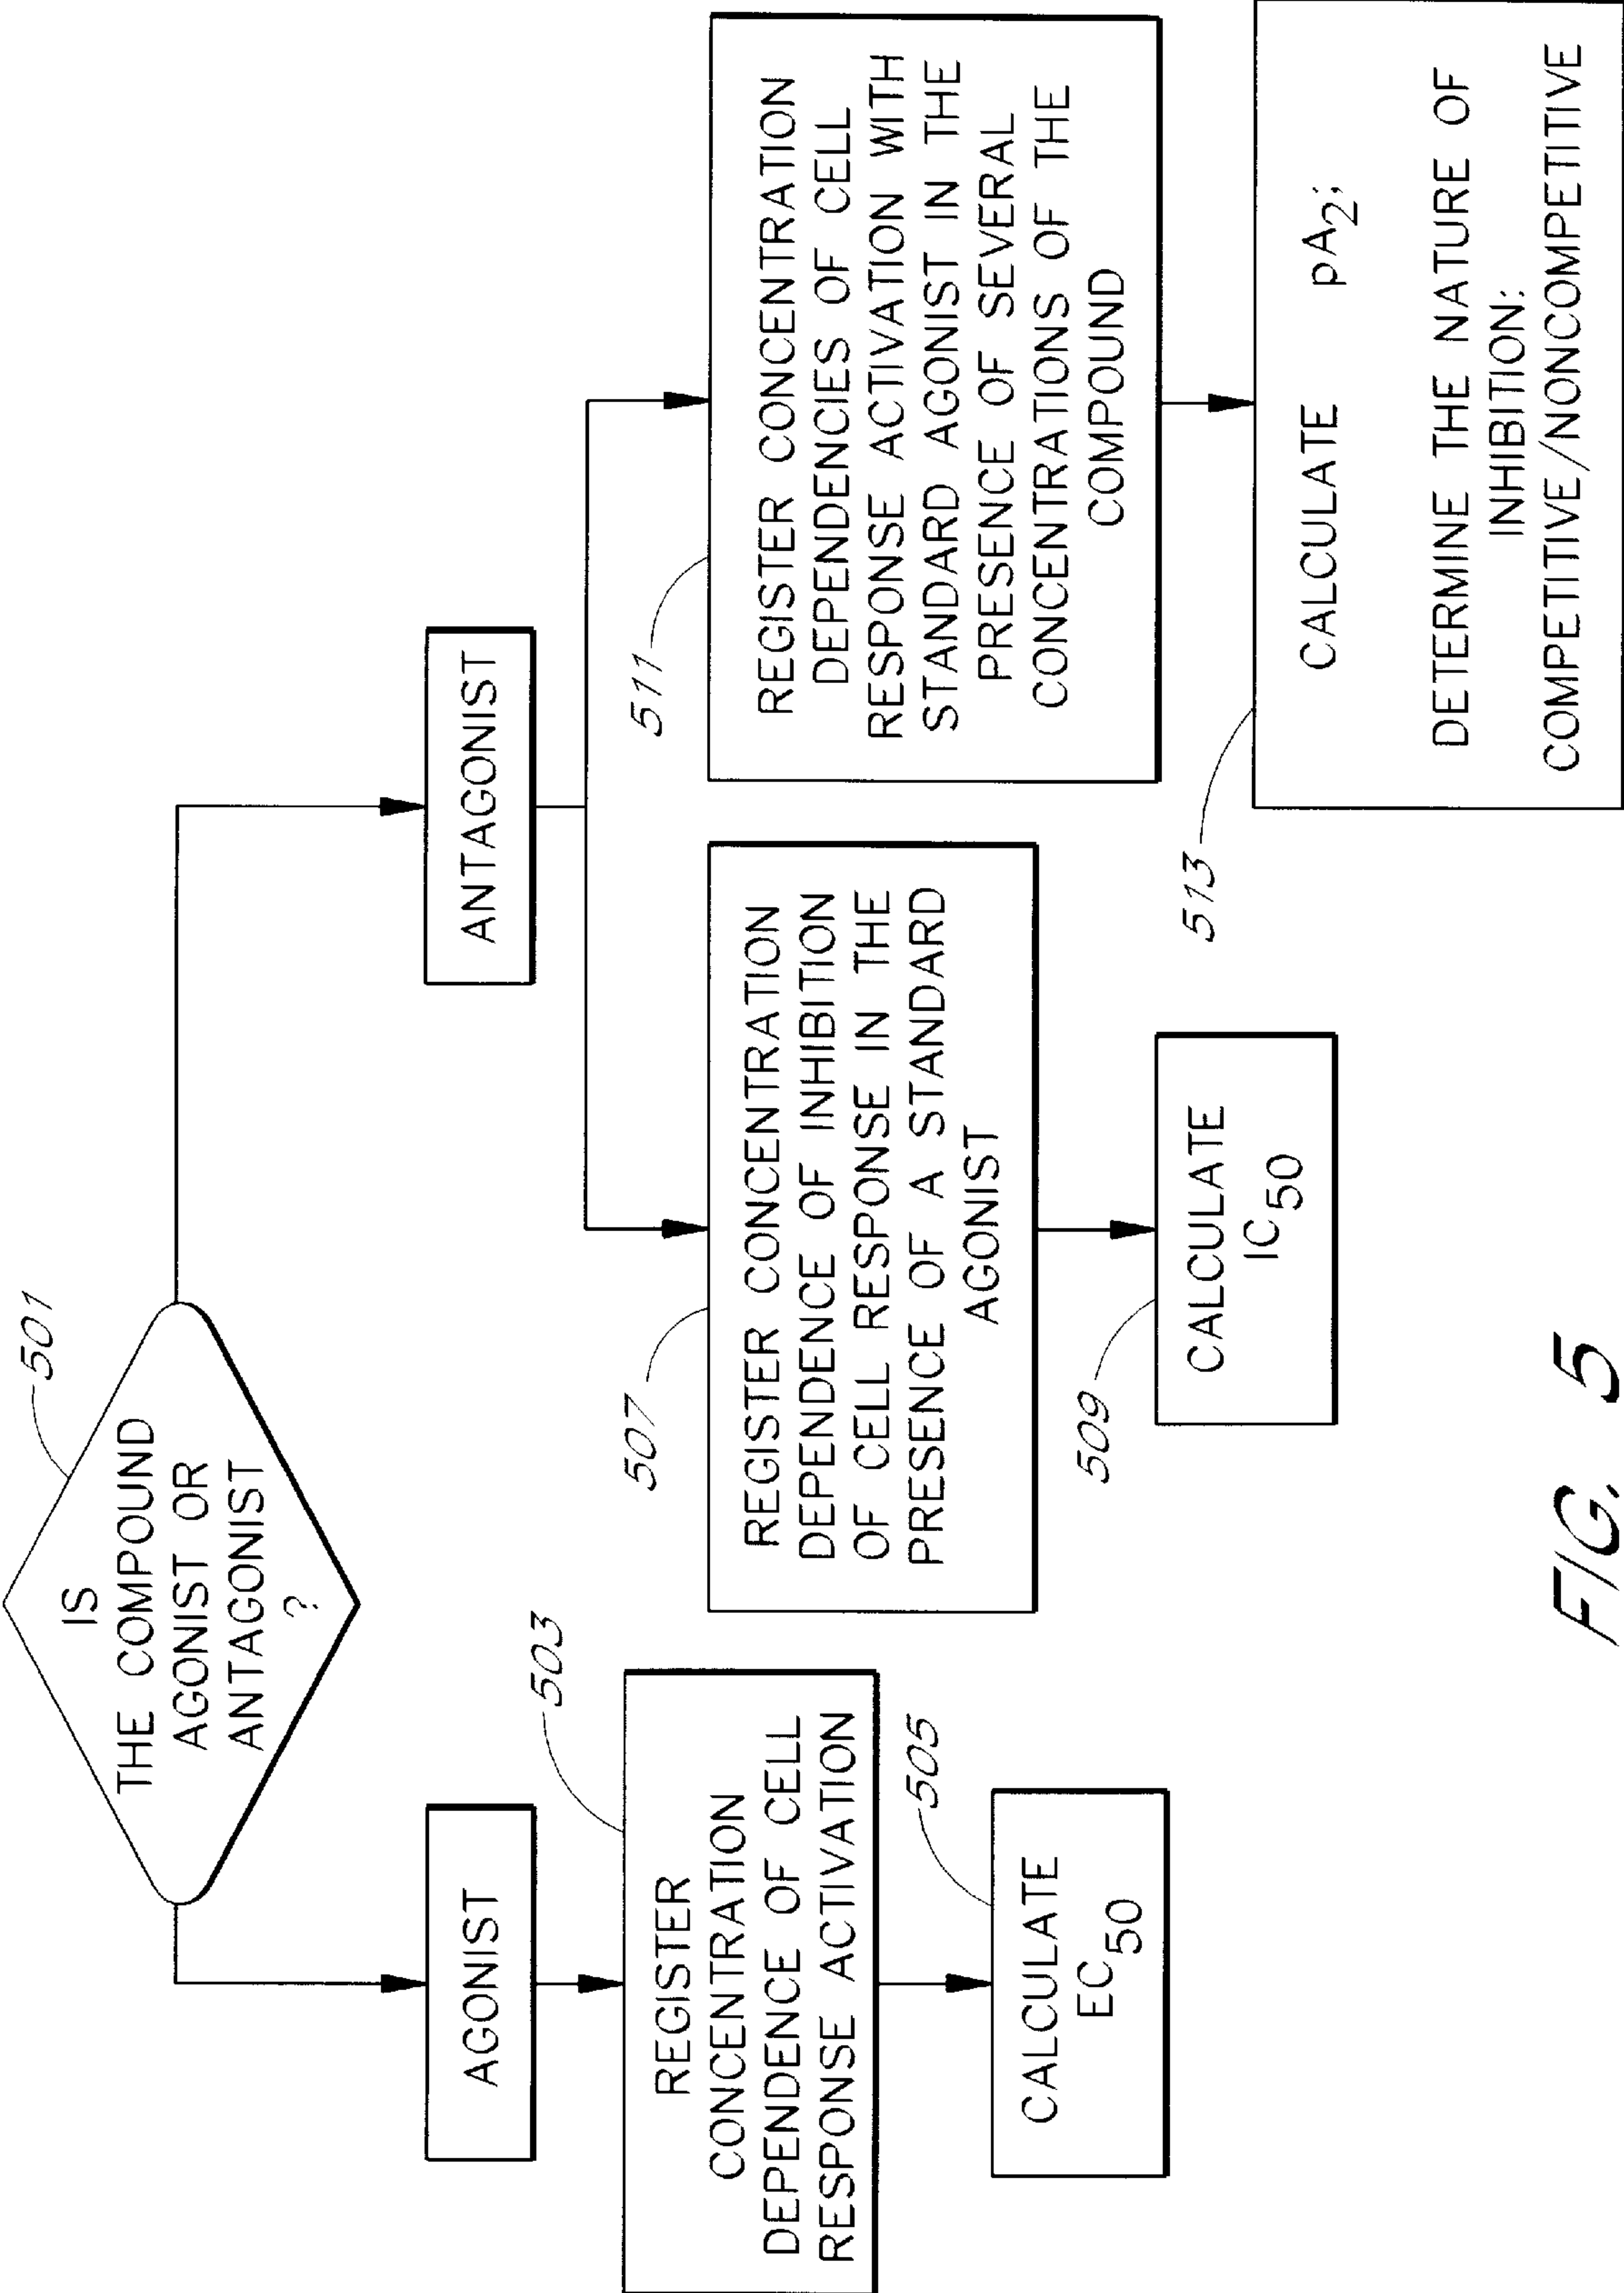 501
IS
THE COMPOUND
AGONIST OR
ANTAGONIST
?
AGONIST
ANTAGONIST
503
REGISTER
CONCENTRATION
DEPENDENCE OF CELL
RESPONSE ACTIVATION
505
CALCULATE
EC50
507
REGISTER CONCENTRATION
DEPENDENCE OF INHIBITION
OF CELL RESPONSE IN THE
PRESENCE OF A STANDARD
AGONIST
509
CALCULATE
IC50
511
REGISTER CONCENTRATION
DEPENDENCIES OF CELL
RESPONSE ACTIVATION WITH
STANDARD AGONIST IN THE
PRESENCE OF SEVERAL
CONCENTRATIONS OF THE
COMPOUND
513
CALCULATE pA2;
DETERMINE THE NATURE OF
INHIBITION:
COMPETITIVE/NONCOMPETITIVE
FIG. 5